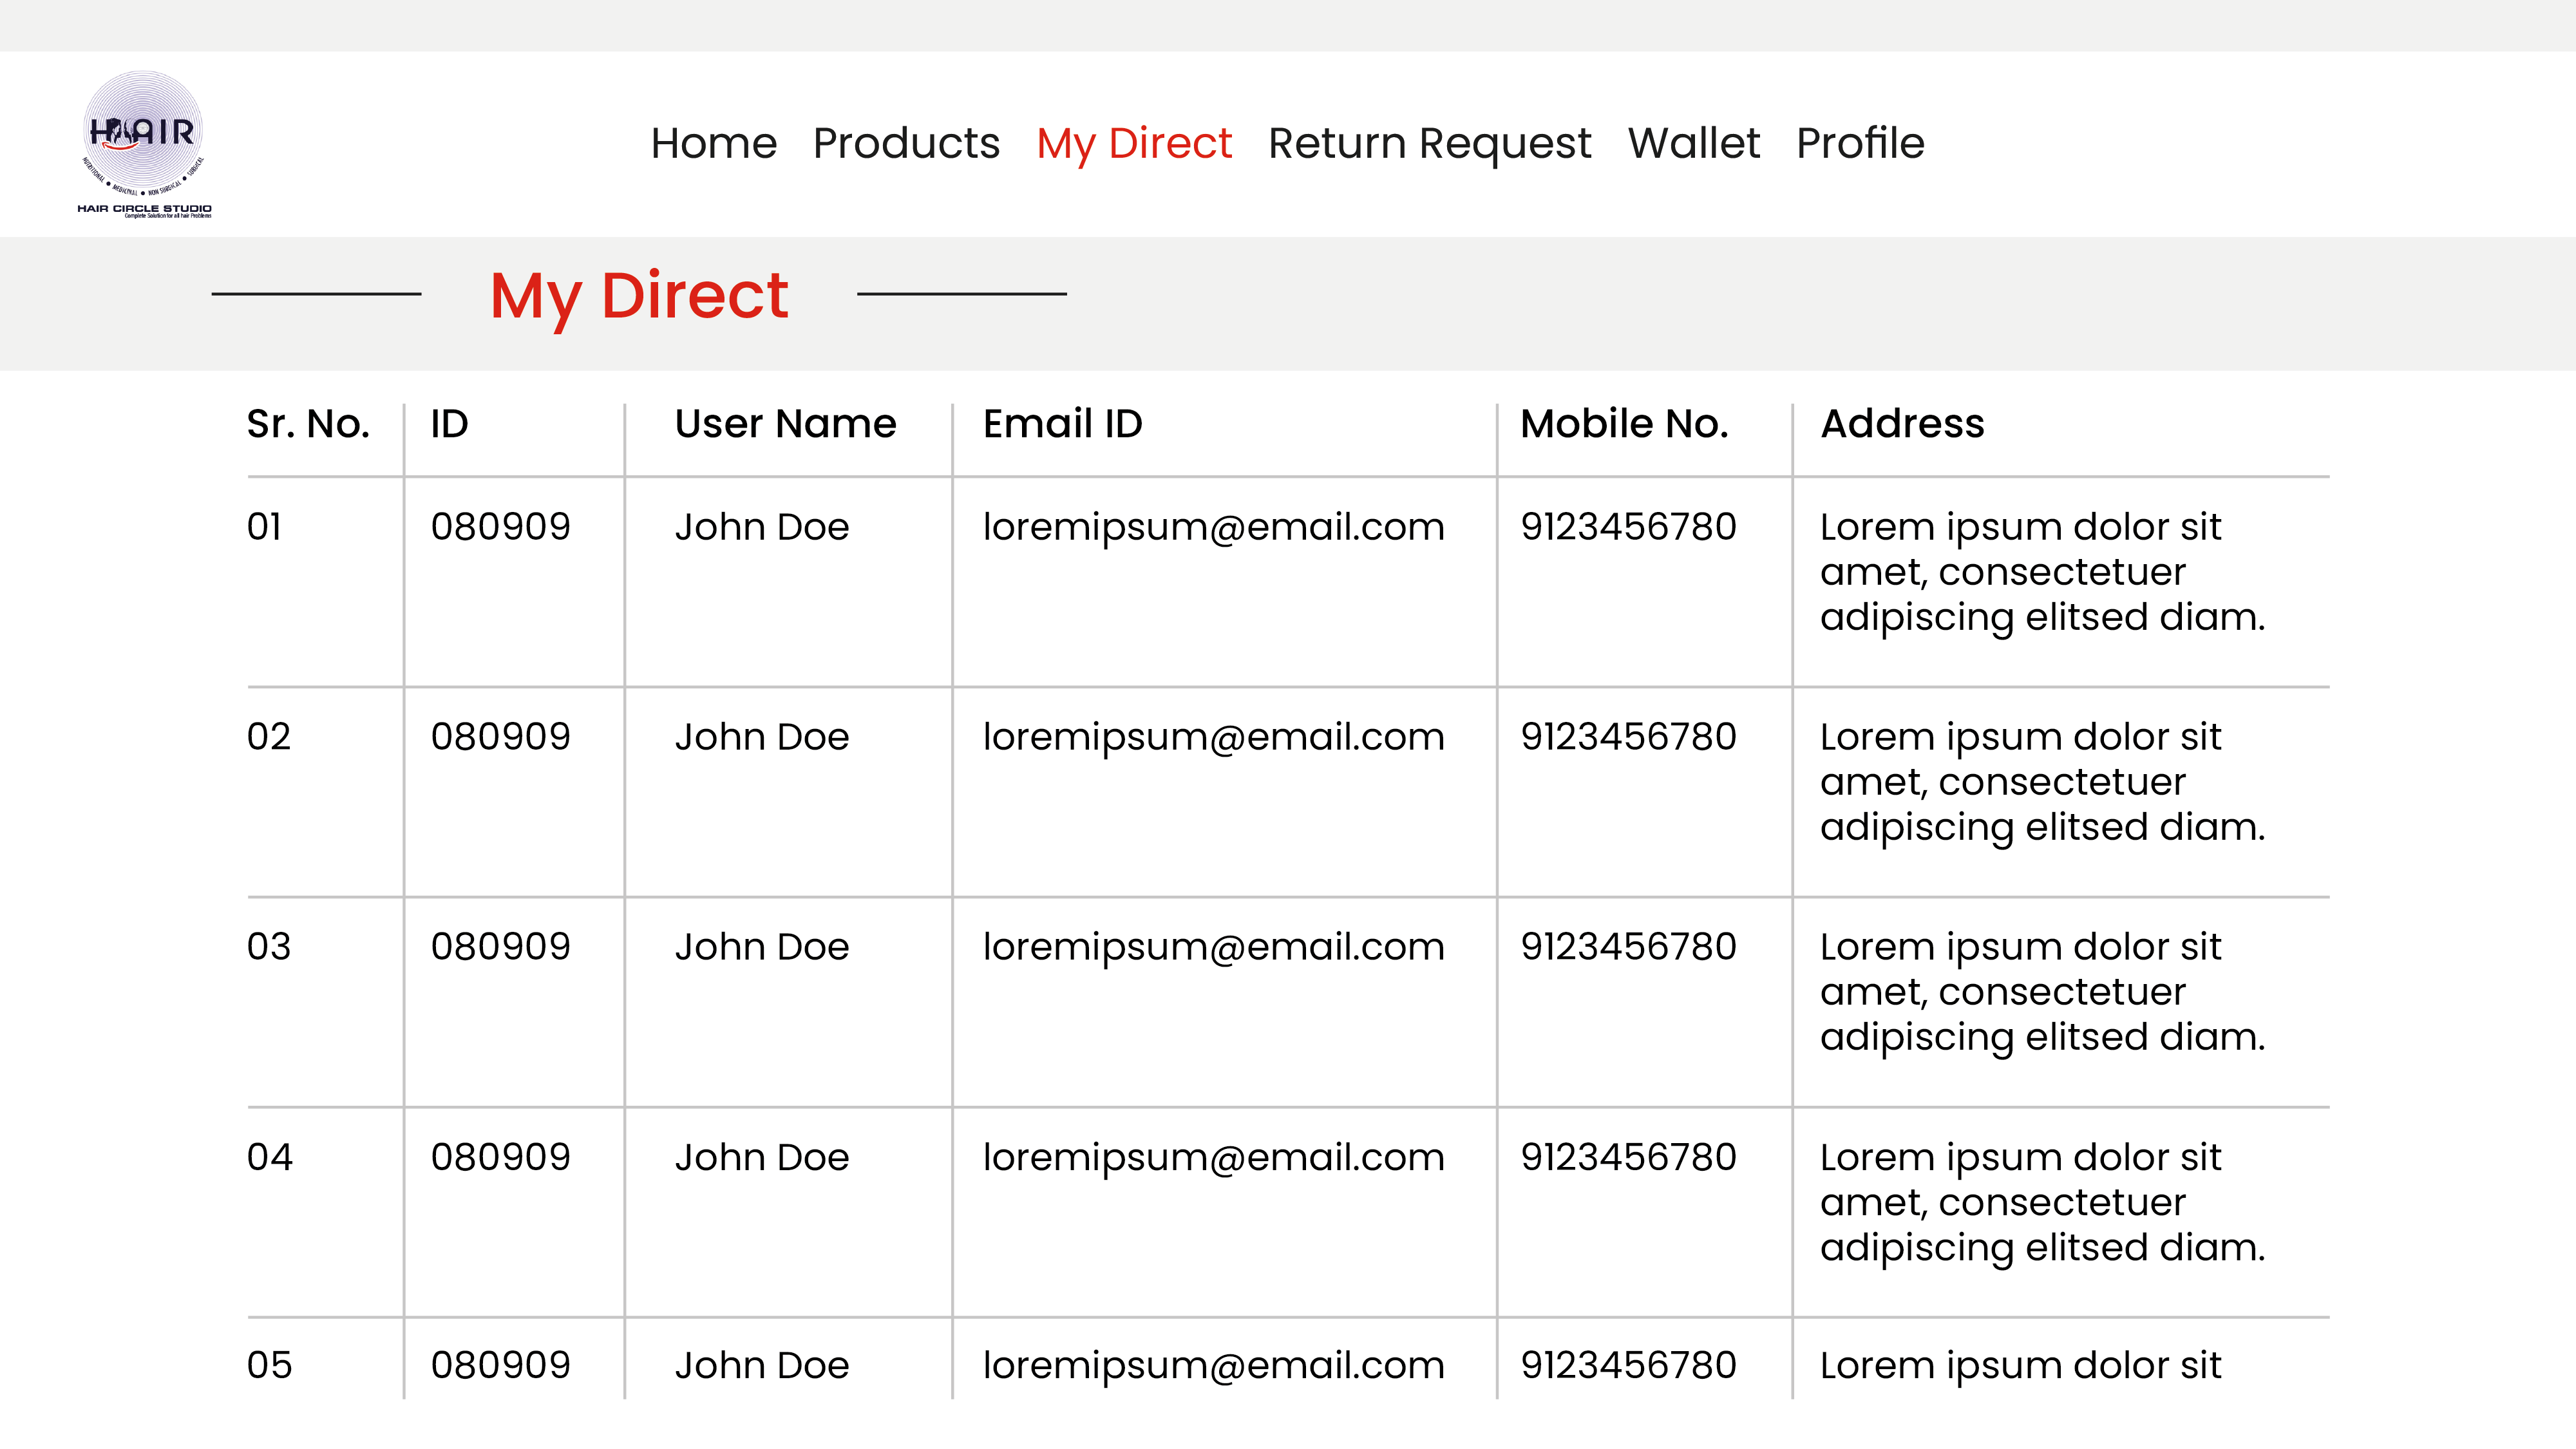 HAIR
NUTRITIONAL • MEDICINAL • NON SURGICAL • SURGICAL
HAIR CIRCLE STUDIO
Complete Solution for all hair Problems
Home Products My Direct Return Request Wallet Profile
My Direct
Sr. No. ID User Name Email ID Mobile No. Address
01 080909 John Doe loremipsum@email.com 9123456780 Lorem ipsum dolor sit
amet, consectetuer
adipiscing elitsed diam.
02 080909 John Doe loremipsum@email.com 9123456780 Lorem ipsum dolor sit
amet, consectetuer
adipiscing elitsed diam.
03 080909 John Doe loremipsum@email.com 9123456780 Lorem ipsum dolor sit
amet, consectetuer
adipiscing elitsed diam.
04 080909 John Doe loremipsum@email.com 9123456780 Lorem ipsum dolor sit
amet, consectetuer
adipiscing elitsed diam.
05 080909 John Doe loremipsum@email.com 9123456780 Lorem ipsum dolor sit